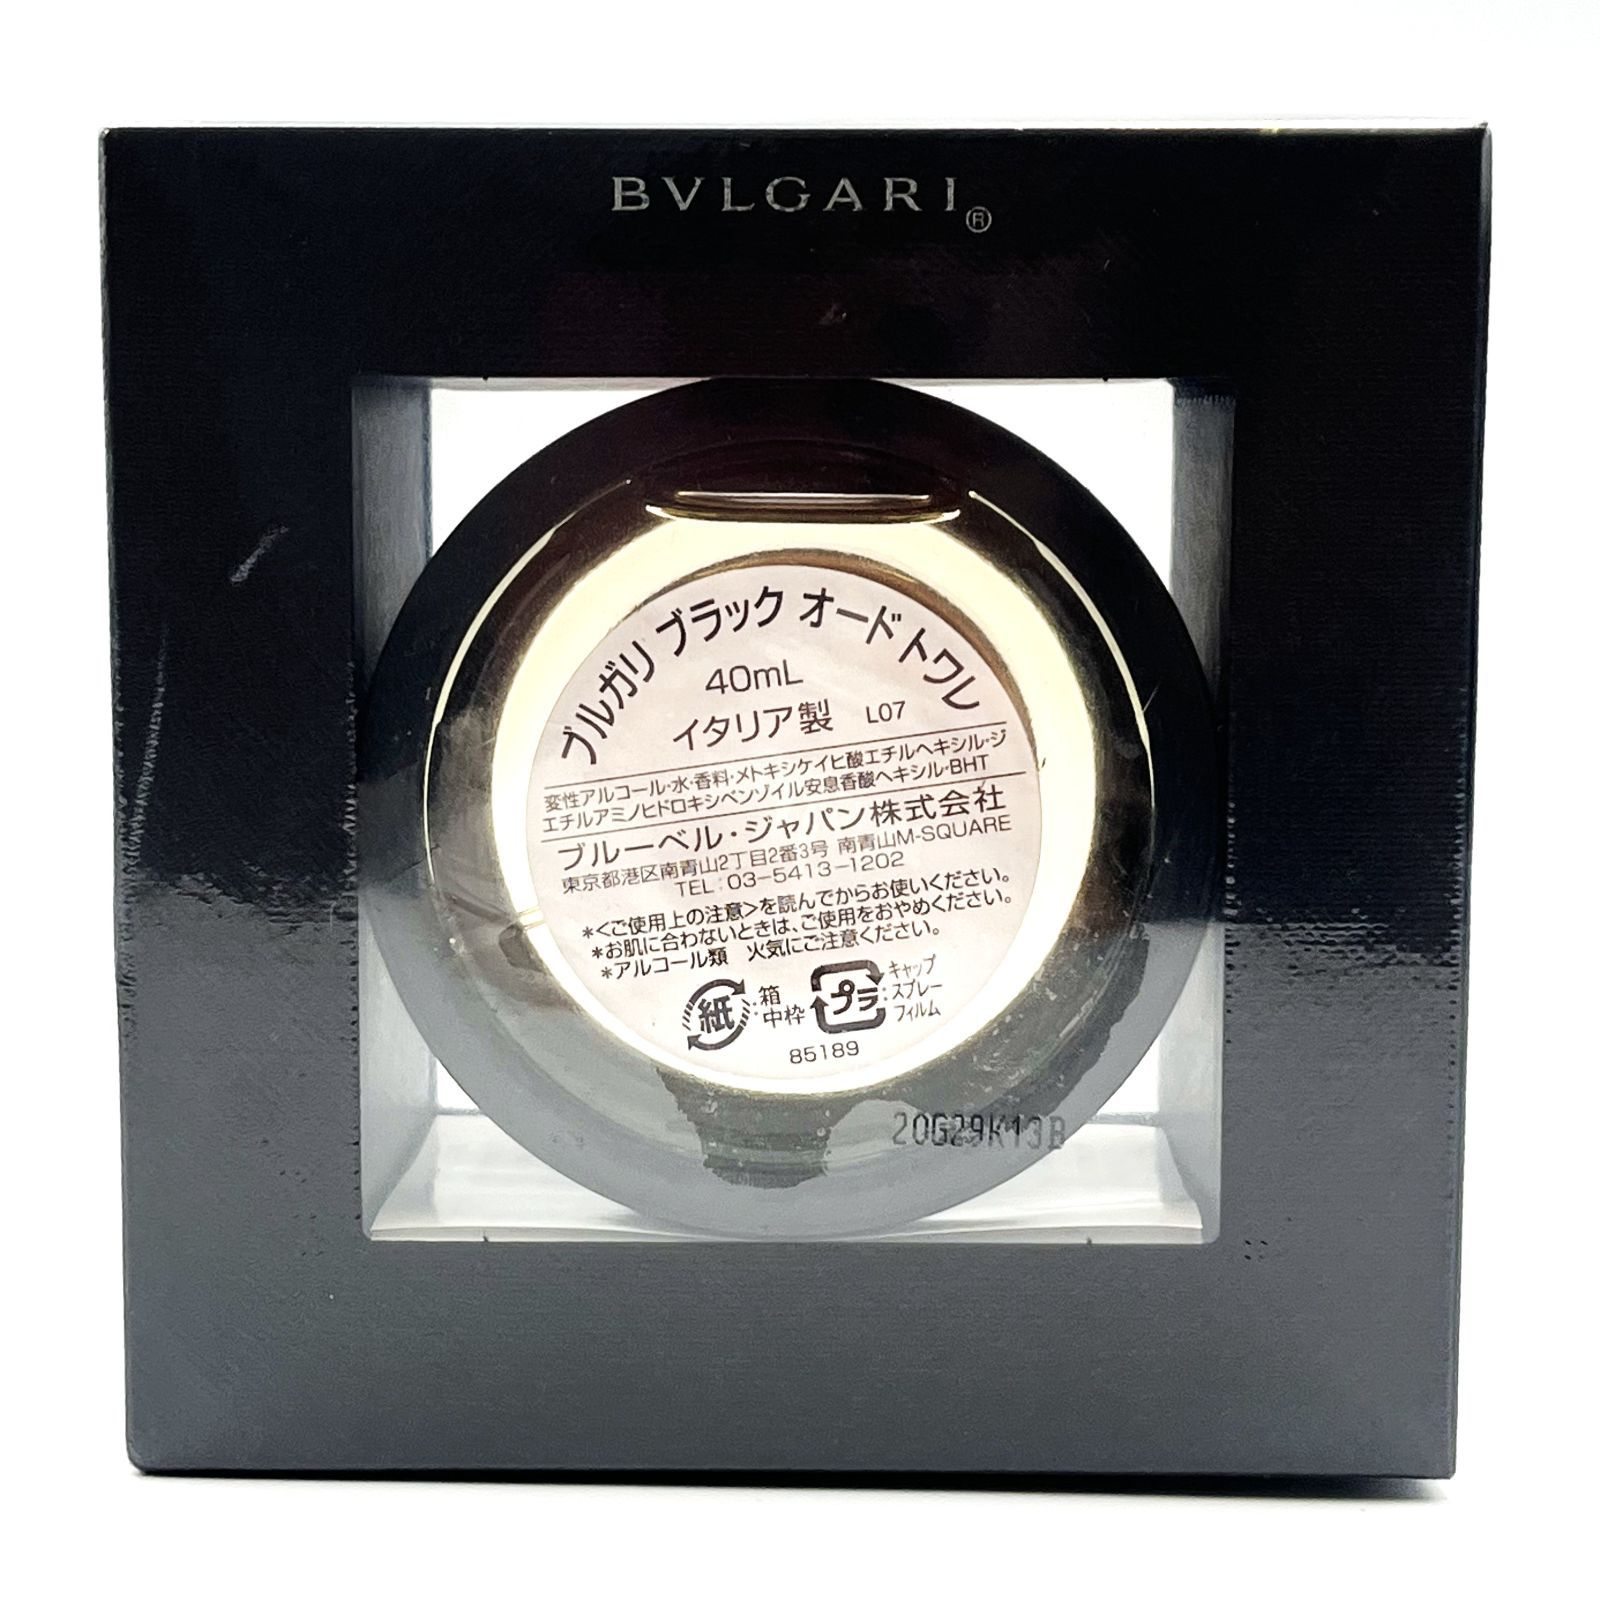 BVLGARI®
ブルガリ ブラック オード トワレ
40mL
イタリア製 L07
変性アルコール・水・香料・メトキシケイヒ酸エチルヘキシル・ジ
エチルアミノヒドロキシベンゾイル安息香酸ヘキシル・BHT
ブルーベル・ジャパン株式会社
東京都港区南青山2丁目2番3号 南青山M-SQUARE
TEL:03-5413-1202
*<ご使用上の注意>を読んでからお使いください。
*お肌に合わないときは、ご使用をおやめください。
*アルコール類 火気にご注意ください。
紙:箱 中枠
プラ:キャップ スプレー フィルム
85189
20G29K13B